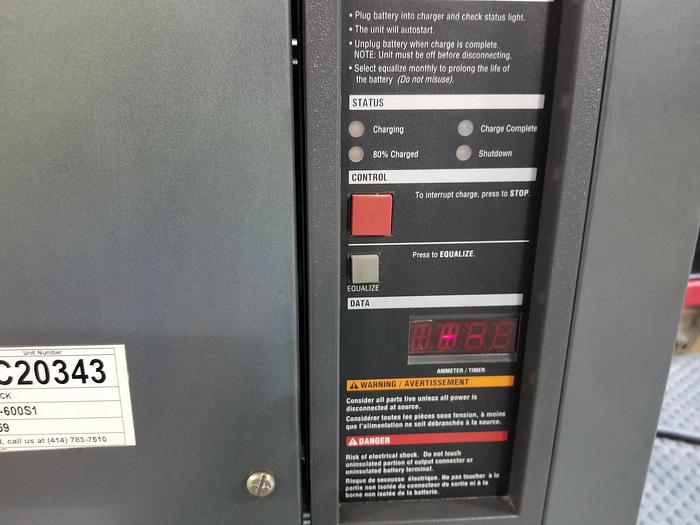 • Plug battery into charger and check status light.
• The unit will autostart.
• Unplug battery when charge is complete.
NOTE: Unit must be off before disconnecting.
• Select equalize monthly to prolong the life of
the battery (Do not misuse).
STATUS
Charging
Charge Complete
80% Charged
Shutdown
CONTROL
To interrupt charge, press to STOP.
Press to EQUALIZE.
EQUALIZE
DATA
AMMETER / TIMER
WARNING / AVERTISSEMENT
Consider all parts live unless all power is
disconnected at source.
Considérer toutes les pièces sous tension, à moins
que l'alimentation ne soit débranchée à la source.
DANGER
Risk of electrical shock. Do not touch
uninsulated portion of output connector or
uninsulated battery terminal.
Risque de secousse électrique. Ne pas toucher à la
partie non isolée du connecteur de sortie ni à la
borne non isolée de la batterie.
Unit Number
C20343
CK
-600S1
59
, call us at (414) 783-7510